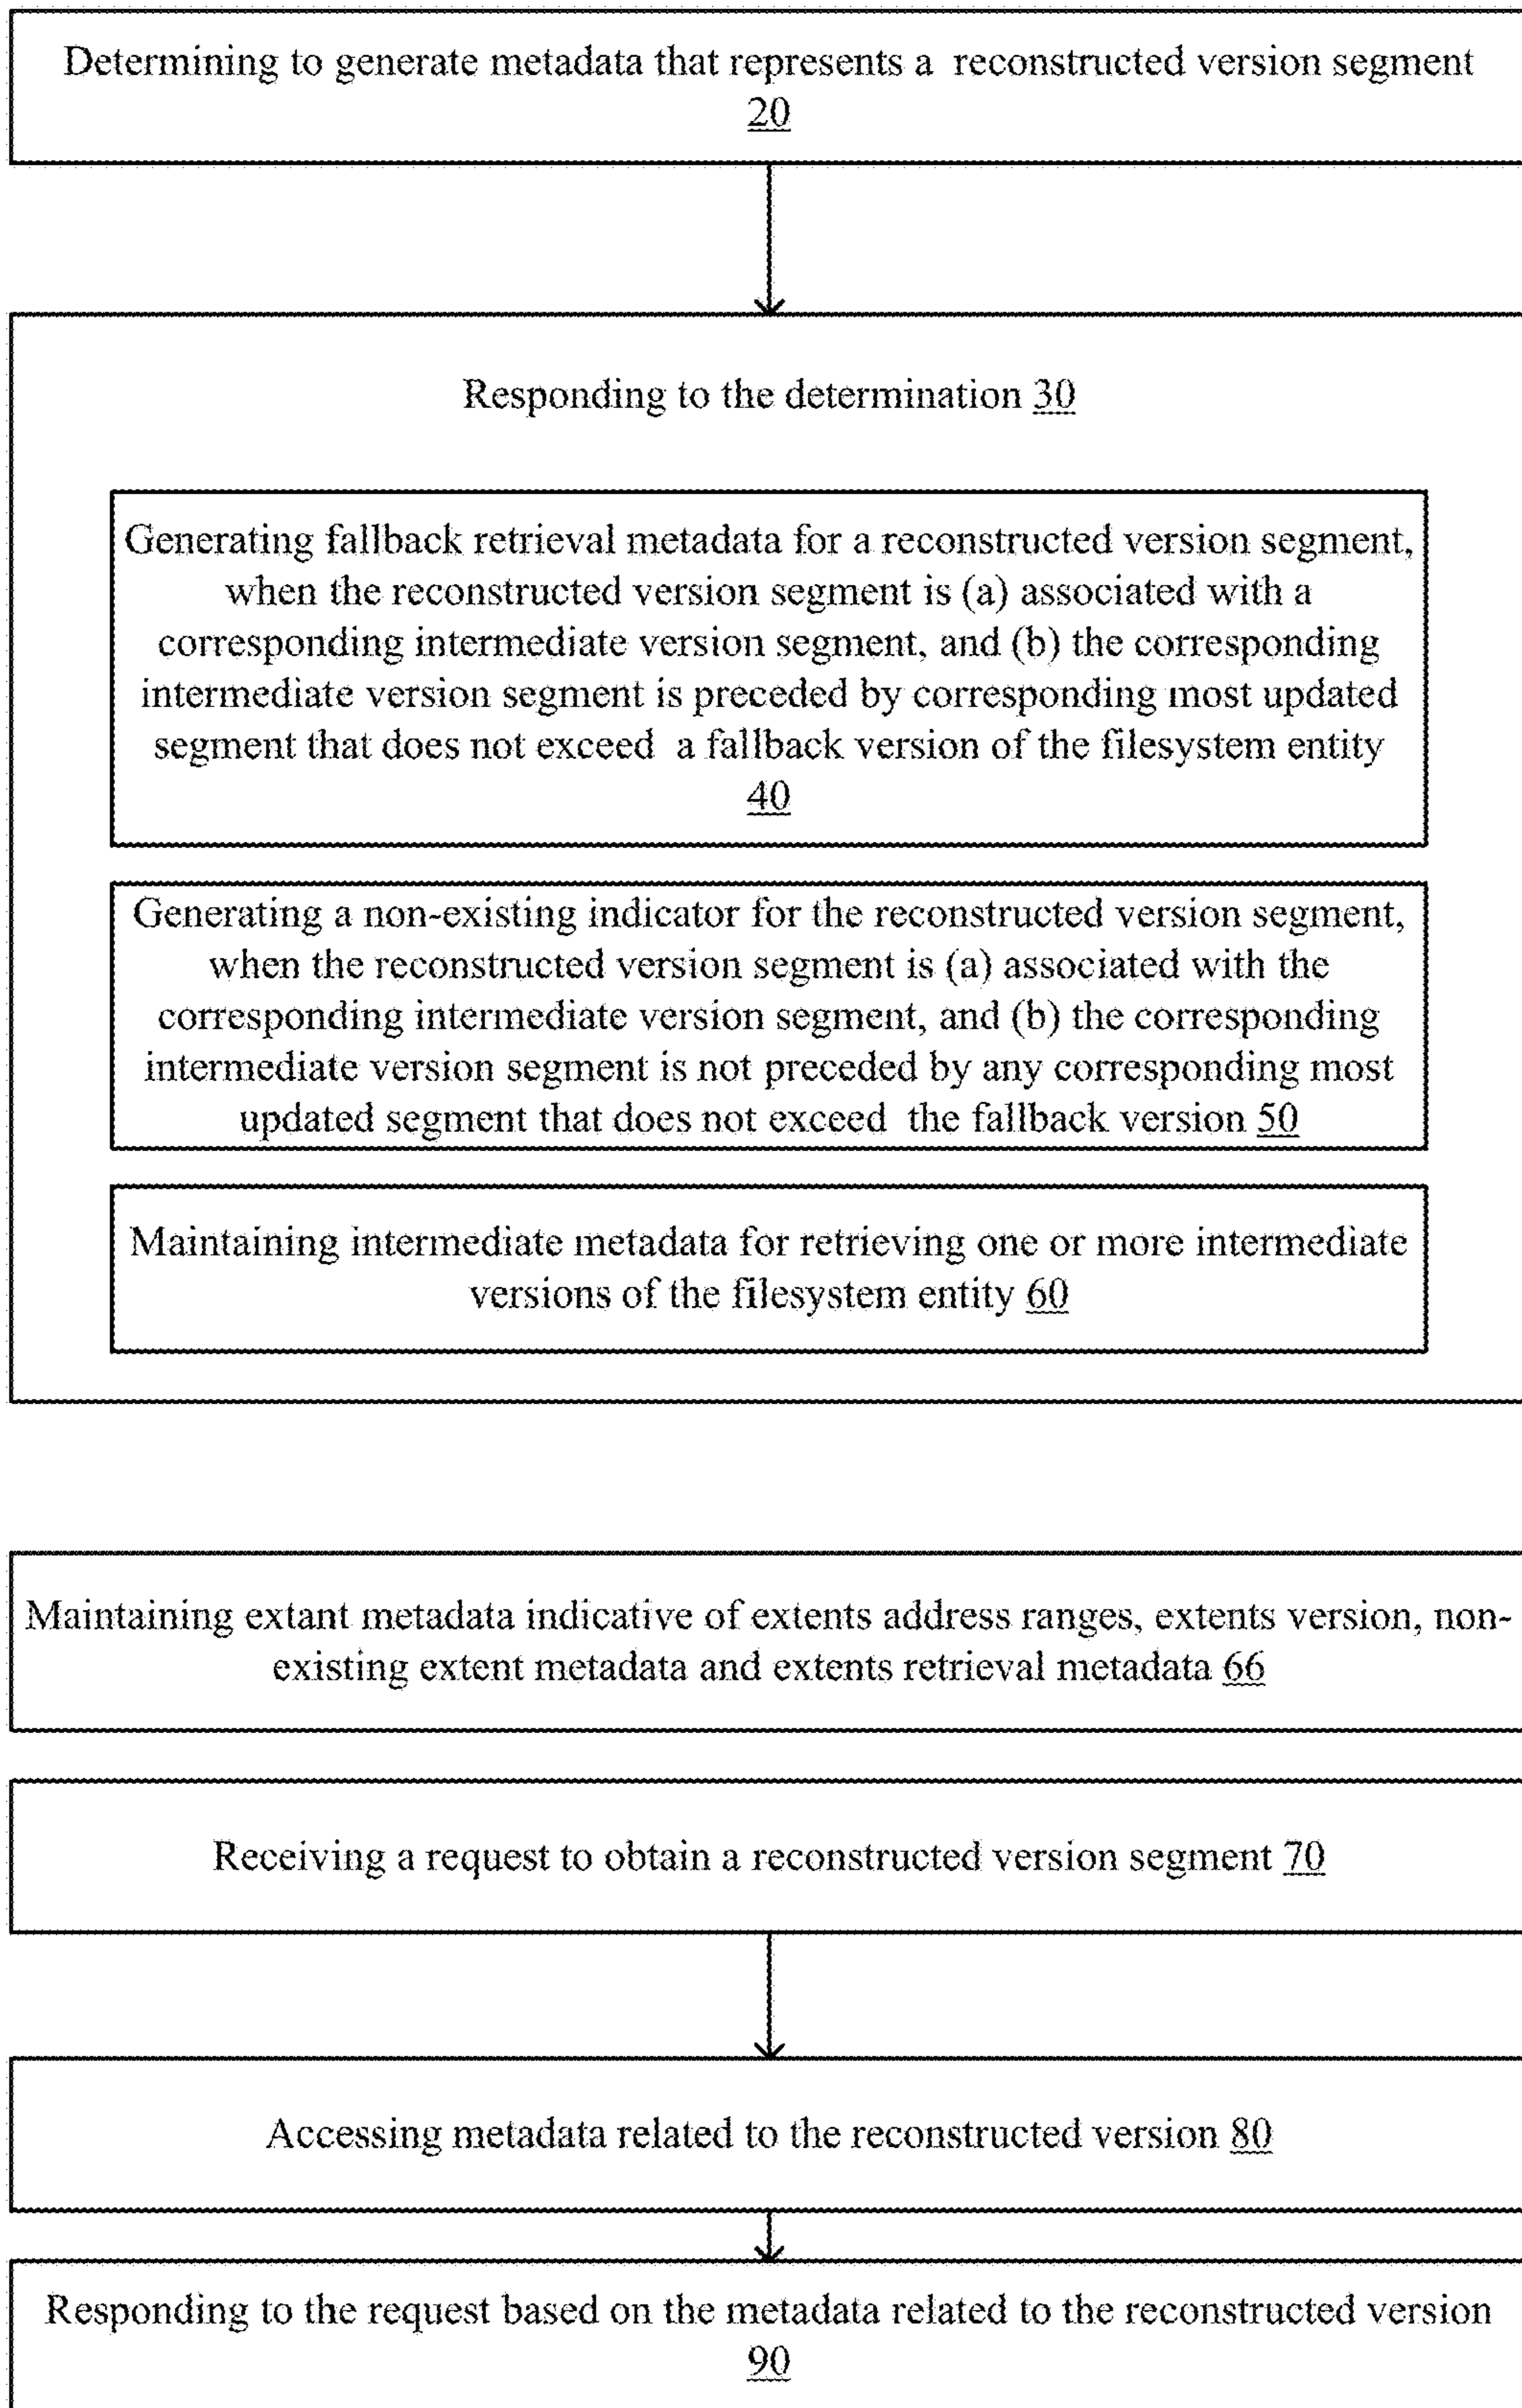 Determining to generate metadata that represents a reconstructed version segment
20
Responding to the determination 30
Generating fallback retrieval metadata for a reconstructed version segment,
when the reconstructed version segment is (a) associated with a
corresponding intermediate version segment, and (b) the corresponding
intermediate version segment is preceded by corresponding most updated
segment that does not exceed a fallback version of the filesystem entity
40
Generating a non-existing indicator for the reconstructed version segment,
when the reconstructed version segment is (a) associated with the
corresponding intermediate version segment, and (b) the corresponding
intermediate version segment is not preceded by any corresponding most
updated segment that does not exceed the fallback version 50
Maintaining intermediate metadata for retrieving one or more intermediate
versions of the filesystem entity 60
Maintaining extant metadata indicative of extents address ranges, extents version, non-
existing extent metadata and extents retrieval metadata 66
Receiving a request to obtain a reconstructed version segment 70
Accessing metadata related to the reconstructed version 80
Responding to the request based on the metadata related to the reconstructed version
90